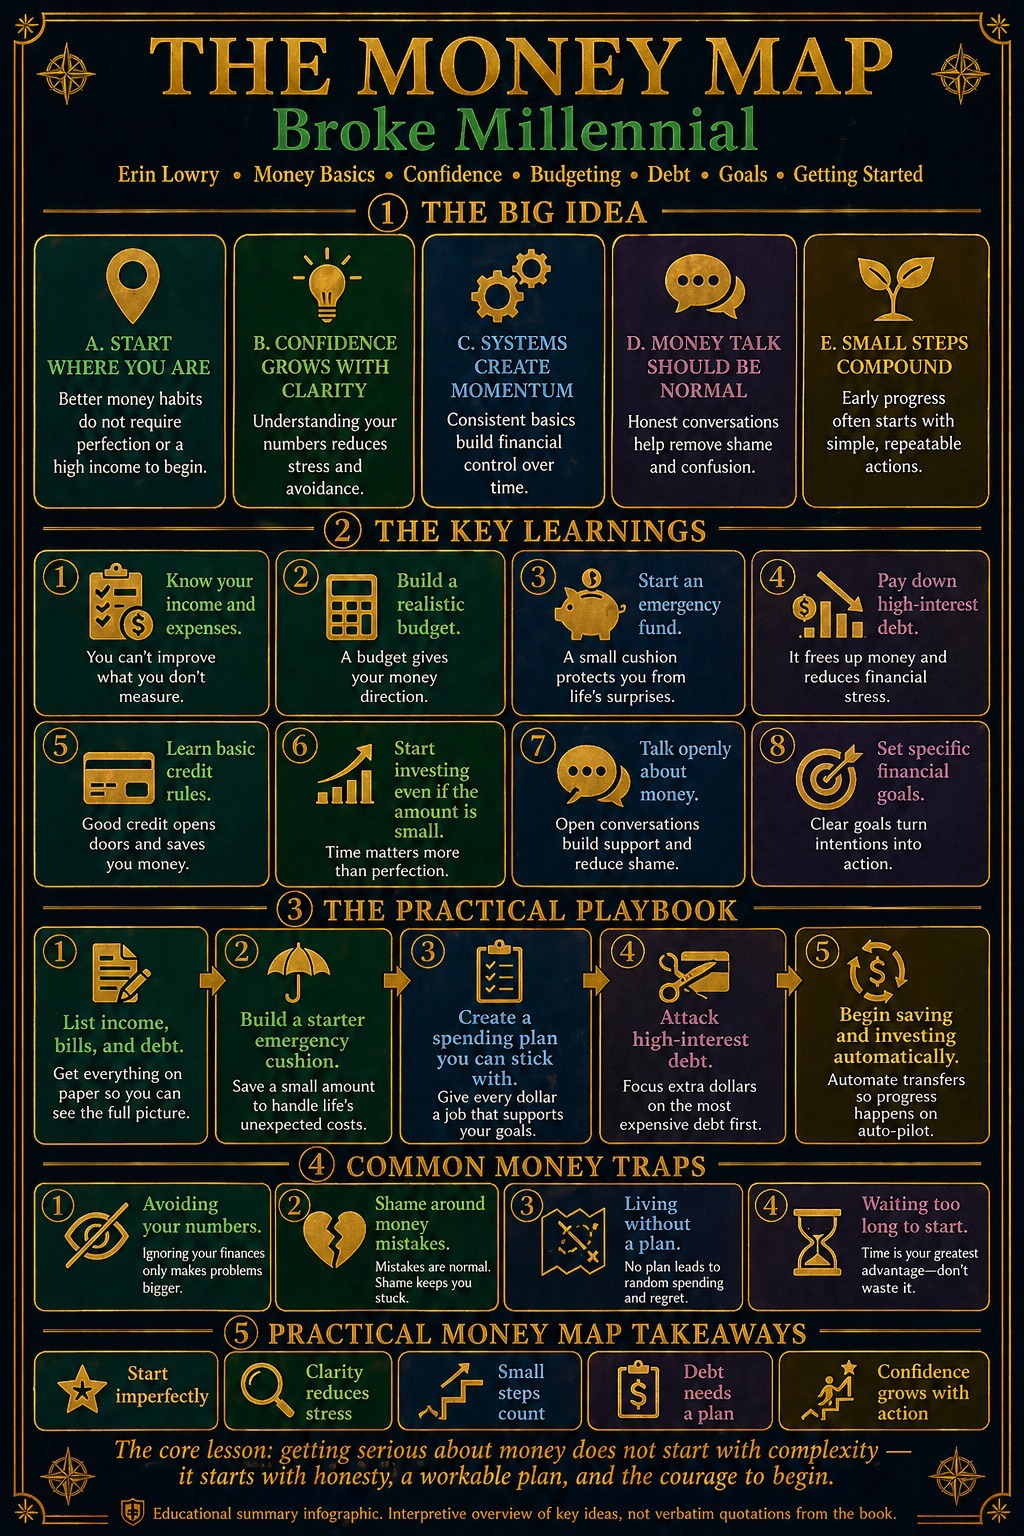 THE MONEY MAP
Broke Millennial
Erin Lowry • Money Basics • Confidence • Budgeting • Debt • Goals • Getting Started
1 THE BIG IDEA
A. START
WHERE YOU ARE
Better money habits
do not require
perfection or a
high income to begin.
B. CONFIDENCE
GROWS WITH
CLARITY
Understanding your
numbers reduces
stress and
avoidance.
C. SYSTEMS
CREATE
MOMENTUM
Consistent basics
build financial
control over
time.
D. MONEY TALK
SHOULD BE
NORMAL
Honest conversations
help remove shame
and confusion.
E. SMALL STEPS
COMPOUND
Early progress
often starts with
simple, repeatable
actions.
2 THE KEY LEARNINGS
1
Know your
income and
expenses.
$
You can't improve
what you don't
measure.
2
Build a
realistic
budget.
A budget gives
your money
direction.
3
$
Start an
emergency
fund.
A small cushion
protects you from
life's surprises.
4
$
Pay down
high-interest
debt.
It frees up money and
reduces financial
stress.
5
Learn basic
credit
rules.
Good credit opens
doors and saves
you money.
6
Start
investing
even if the
amount is
small.
Time matters more
than perfection.
7
Talk openly
about
money.
Open conversations
build support and
reduce shame.
8
Set specific
financial
goals.
Clear goals turn
intentions into
action.
3 THE PRACTICAL PLAYBOOK
1
List income,
bills, and debt.
Get everything on
paper so you can
see the full picture.
2
Build a starter
emergency
cushion.
Save a small amount
to handle life's
unexpected costs.
3
Create a
spending plan
you can stick
with.
Give every dollar
a job that supports
your goals.
4
Attack
high-interest
debt.
Focus extra dollars
on the most
expensive debt first.
5
$
Begin saving
and investing
automatically.
Automate transfers
so progress
happens on
auto-pilot.
4 COMMON MONEY TRAPS
1
Avoiding
your numbers.
Ignoring your finances
only makes problems
bigger.
2
Shame around
money
mistakes.
Mistakes are normal.
Shame keeps you
stuck.
3
Living
without
a plan.
No plan leads to
random spending
and regret.
4
Waiting too
long to start.
Time is your greatest
advantage—don't
waste it.
5 PRACTICAL MONEY MAP TAKEAWAYS
Start
imperfectly
Clarity
reduces
stress
Small
steps
count
$
Debt
needs
a plan
Confidence
grows with
action
The core lesson: getting serious about money does not start with complexity —
it starts with honesty, a workable plan, and the courage to begin.
Educational summary infographic. Interpretive overview of key ideas, not verbatim quotations from the book.